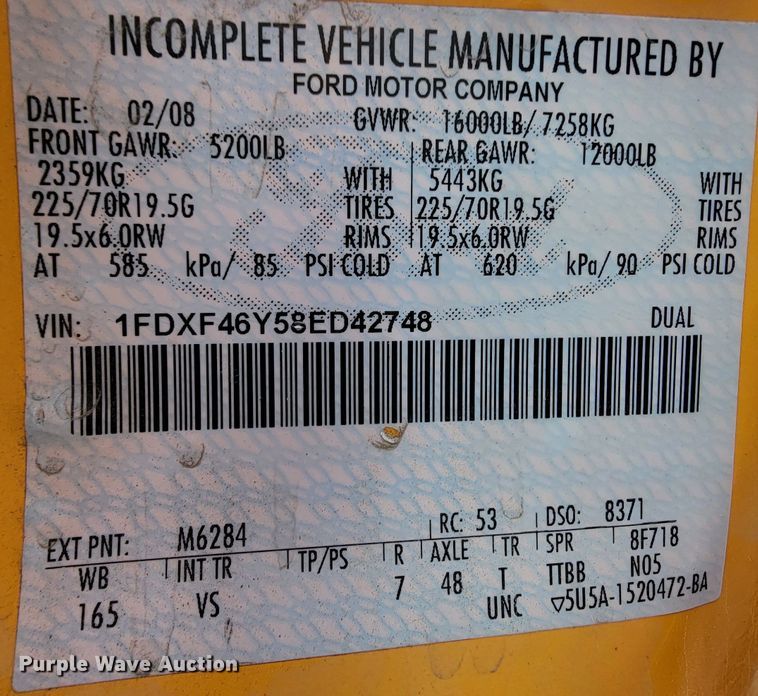 INCOMPLETE VEHICLE MANUFACTURED BY
FORD MOTOR COMPANY
DATE: 02/08 GVWR: 16000LB/ 7258KG
FRONT GAWR: 5200LB REAR GAWR: 12000LB
2359KG WITH 5443KG WITH
225/70R19.5G TIRES 225/70R19.5G TIRES
19.5x6.0RW RIMS 19.5x6.0RW RIMS
AT 585 kPa/ 85 PSI COLD AT 620 kPa/ 90 PSI COLD
VIN: 1FDXF46Y58ED42748 DUAL
EXT PNT: M6284 RC: 53 DSO: 8371
WB INT TR TP/PS R AXLE TR SPR 8F718
165 VS 7 48 T TTBB N05
UNC ▽5U5A-1520472-BA
Purple Wave Auction